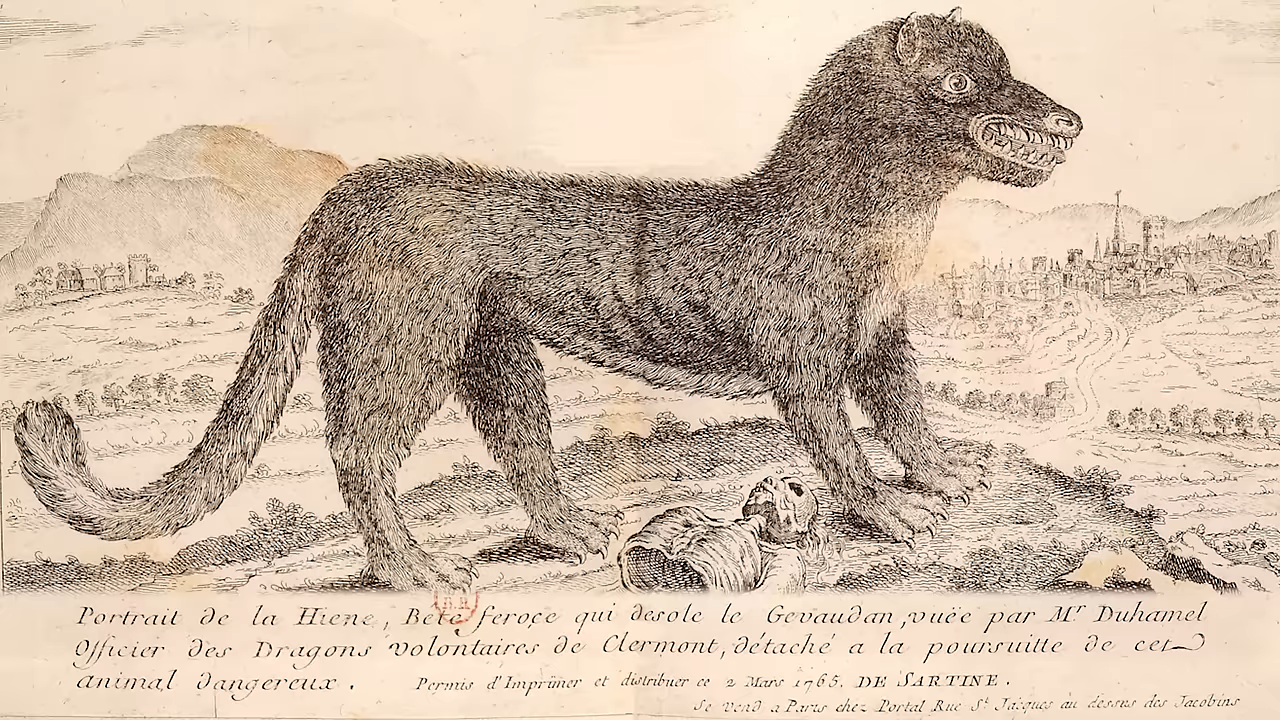 Portrait de la Hiene, Bete feroçe qui desole le Gevaudan, vuëe par Mr Duhamel
Officier des Dragons volontaires de Clermont, détaché a la poursuitte de cet
animal dangereux. Permis d'Imprimer et distribuer ce 2 Mars 1765. DE SARTINE.
Se vend a Paris chez Portal Rue St Jacques au dessus des Jacobins